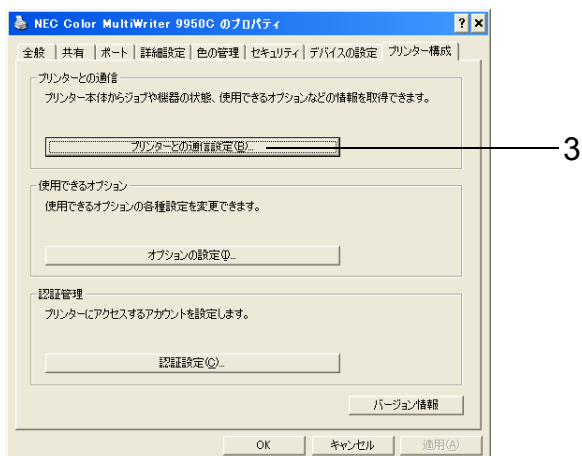 NEC Color MultiWriter 9950C のプロパティ
全般 共有 ポート 詳細設定 色の管理 セキュリティ デバイスの設定 プリンター構成
プリンターとの通信
プリンター本体からジョブや機器の状態、使用できるオプションなどの情報を取得できます。
プリンターとの通信設定(B)...
3
使用できるオプション
使用できるオプションの各種設定を変更できます。
オプションの設定(I)...
認証管理
プリンターにアクセスするアカウントを設定します。
認証設定(C)...
バージョン情報
OK キャンセル 適用(A)